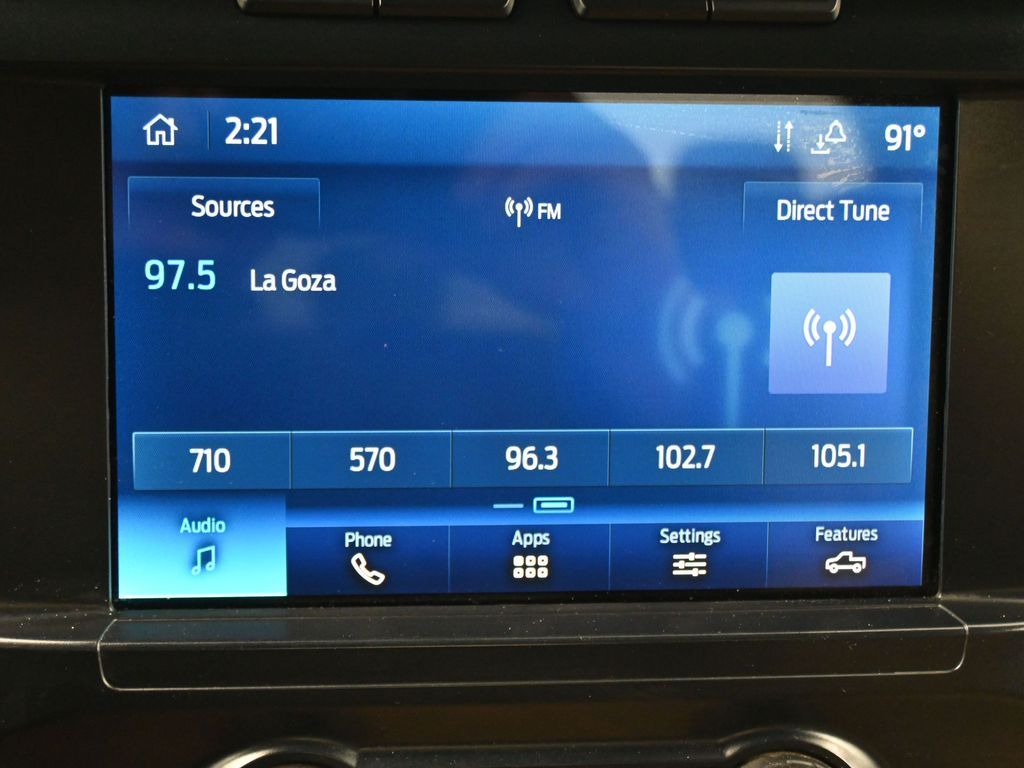 2:21 91°
Sources FM Direct Tune
97.5 La Goza
710 570 96.3 102.7 105.1
Audio Phone Apps Settings Features